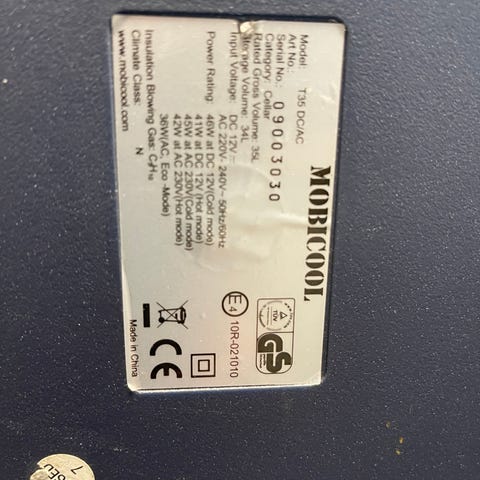 MOBICOOL
Model: T35 DC/AC
Art No.:
Serial No.: 09003030
Category: Cellar
Rated Gross Volume: 35L
Storage Volume: 34L
Input Voltage: DC 12V
AC 220V- 240V~ 50Hz/60Hz
Power Rating: 46W at DC 12V(Cold mode)
41W at DC 12V (Hot mode)
45W at AC 230V(Cold mode)
42W at AC 230V(Hot mode)
36W(AC, Eco -Mode)
Insulation Blowing Gas: C₅H₁₀
Climate Class: N
www.mobicool.com
TÜV
GS
E4 10R-021010
CE
Made in China
7